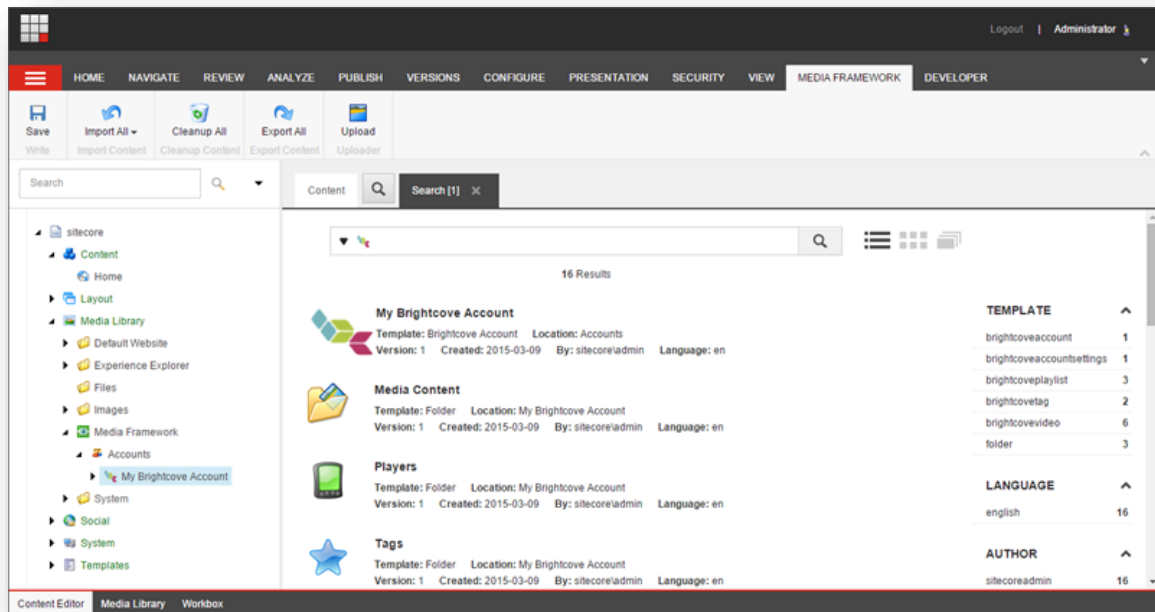 Logout | Administrator
HOME NAVIGATE REVIEW ANALYZE PUBLISH VERSIONS CONFIGURE PRESENTATION SECURITY VIEW MEDIA FRAMEWORK DEVELOPER
Save Import All Cleanup All Export All Upload
Write Import Content Cleanup Content Export Content Uploader
Search
Content Search [1]
sitecore
Content
Home
Layout
Media Library
Default Website
Experience Explorer
Files
Images
Media Framework
Accounts
My Brightcove Account
System
Social
System
Templates
16 Results
My Brightcove Account
Template: Brightcove Account Location: Accounts
Version: 1 Created: 2015-03-09 By: sitecore\admin Language: en
Media Content
Template: Folder Location: My Brightcove Account
Version: 1 Created: 2015-03-09 By: sitecore\admin Language: en
Players
Template: Folder Location: My Brightcove Account
Version: 1 Created: 2015-03-09 By: sitecore\admin Language: en
Tags
Template: Folder Location: My Brightcove Account
Version: 1 Created: 2015-03-09 By: sitecore\admin Language: en
TEMPLATE
brightcoveaccount 1
brightcoveaccountsettings 1
brightcoveplaylist 3
brightcovetag 2
brightcovevideo 6
folder 3
LANGUAGE
english 16
AUTHOR
sitecoreadmin 16
Content Editor Media Library Workbox